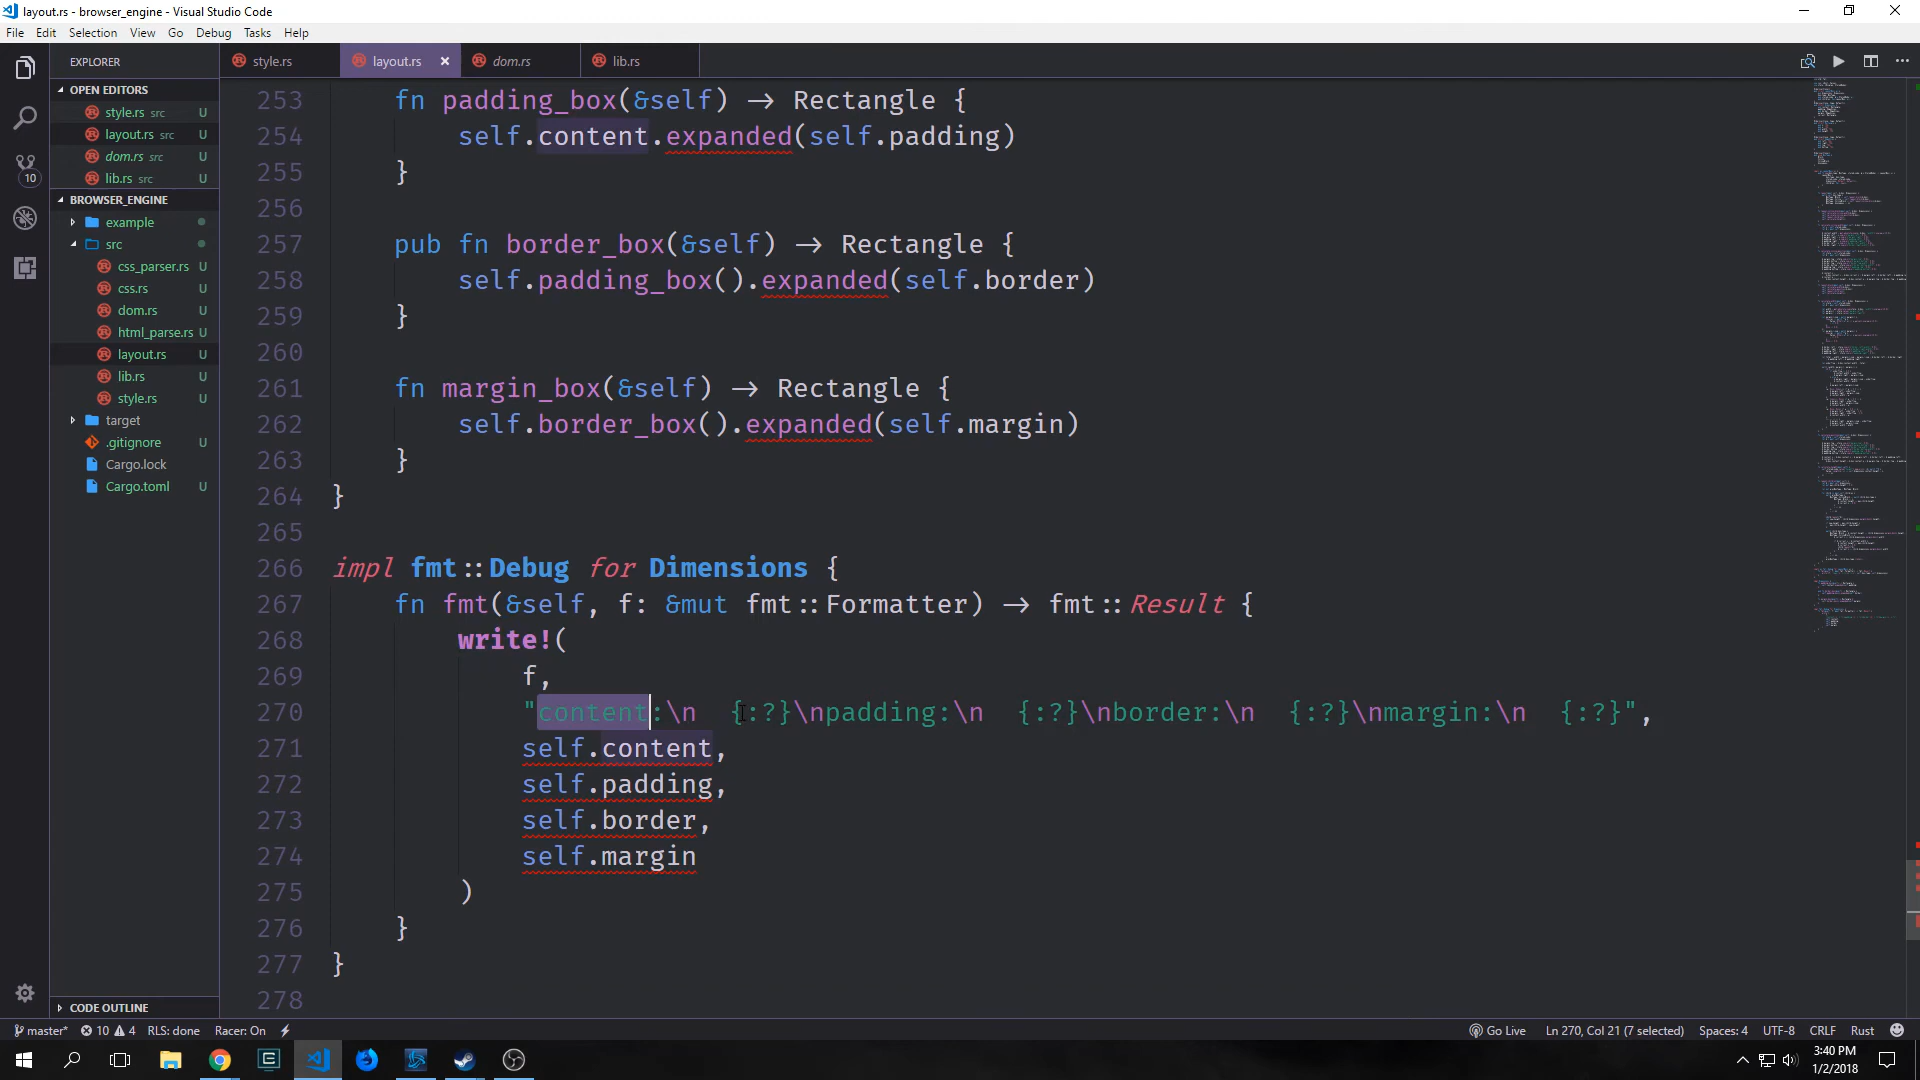 layout.rs - browser_engine - Visual Studio Code
File Edit Selection View Go Debug Tasks Help
EXPLORER
OPEN EDITORS
style.rs src U
layout.rs src U
dom.rs src U
lib.rs src U
BROWSER_ENGINE
example
src
css_parser.rs U
css.rs U
dom.rs U
html_parse.rs U
layout.rs U
lib.rs U
style.rs U
target
.gitignore U
Cargo.lock
Cargo.toml U
CODE OUTLINE
10
style.rs layout.rs × dom.rs lib.rs
253 fn padding_box(&self) → Rectangle {
254 self.content.expanded(self.padding)
255 }
256
257 pub fn border_box(&self) → Rectangle {
258 self.padding_box().expanded(self.border)
259 }
260
261 fn margin_box(&self) → Rectangle {
262 self.border_box().expanded(self.margin)
263 }
264 }
265
266 impl fmt::Debug for Dimensions {
267 fn fmt(&self, f: &mut fmt::Formatter) → fmt::Result {
268 write!(
269 f,
270 "content:\n  {:?}\npadding:\n  {:?}\nborder:\n  {:?}\nmargin:\n  {:?}",
271 self.content,
272 self.padding,
273 self.border,
274 self.margin
275 )
276 }
277 }
278
master* 10 4 RLS: done Racer: On Go Live Ln 270, Col 21 (7 selected) Spaces: 4 UTF-8 CRLF Rust
3:40 PM
1/2/2018